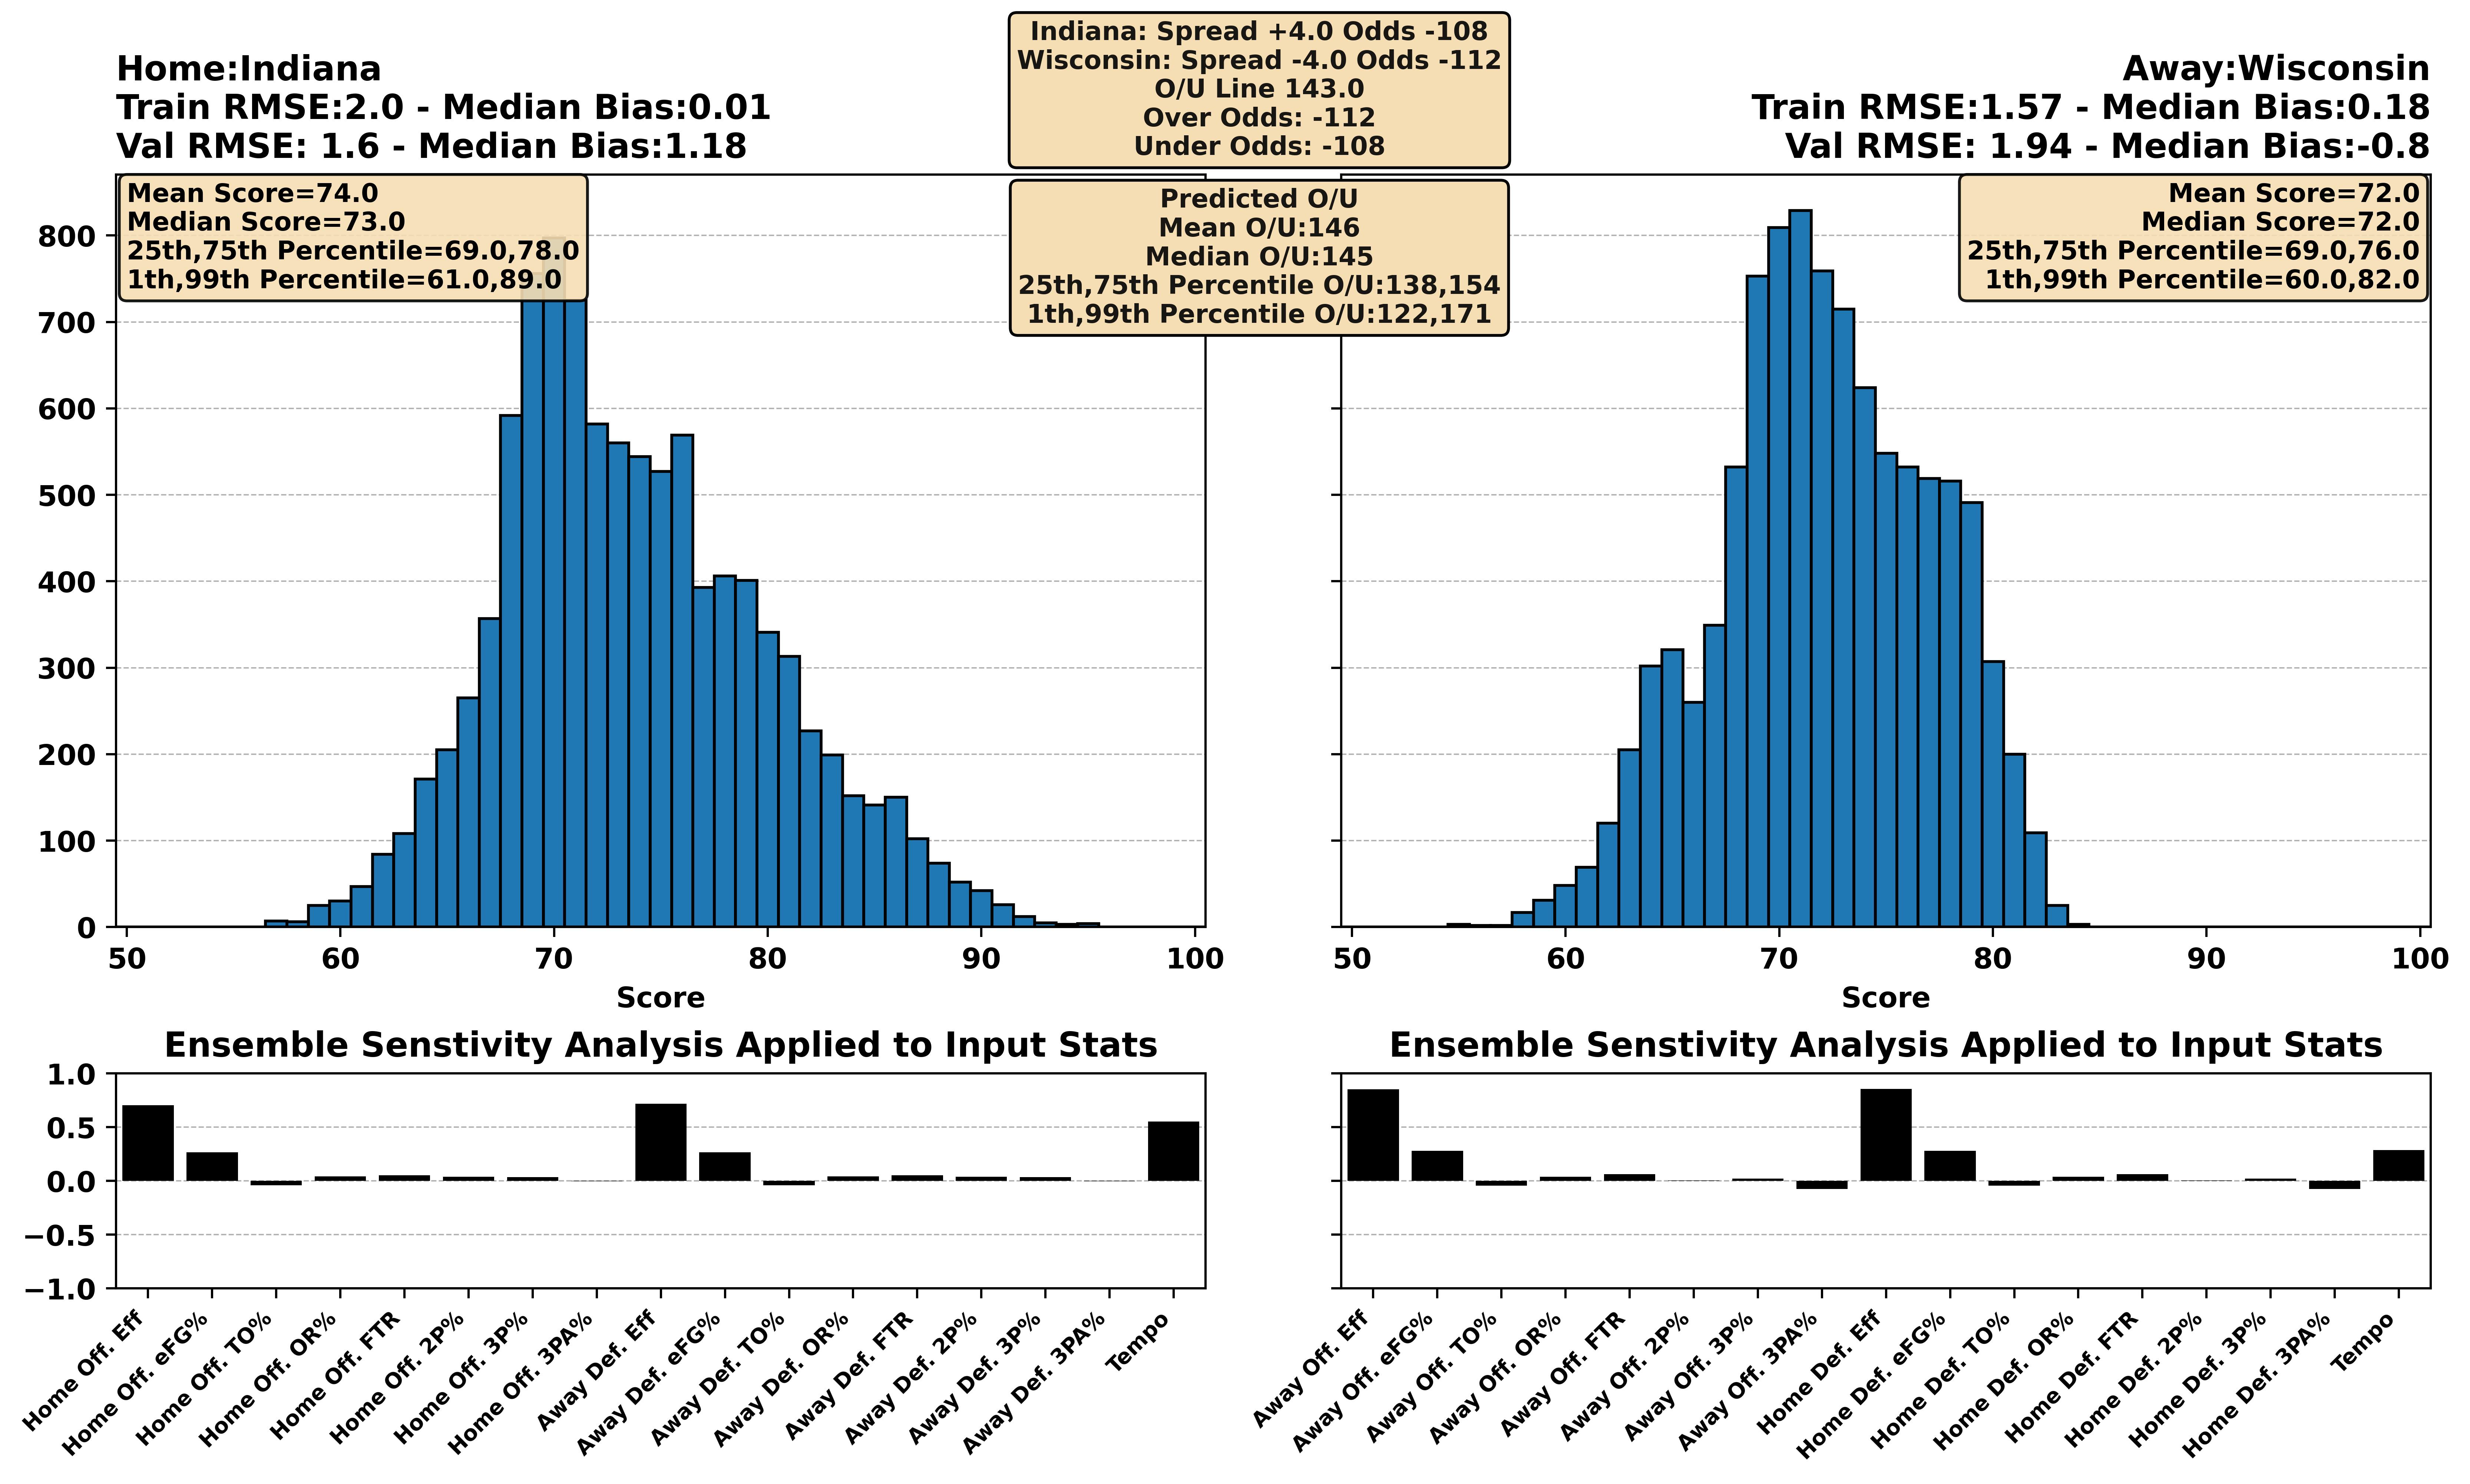 Indiana: Spread +4.0 Odds -108
Wisconsin: Spread -4.0 Odds -112
O/U Line 143.0
Over Odds: -112
Under Odds: -108
Home:Indiana
Train RMSE:2.0 - Median Bias:0.01
Val RMSE: 1.6 - Median Bias:1.18
Away:Wisconsin
Train RMSE:1.57 - Median Bias:0.18
Val RMSE: 1.94 - Median Bias:-0.8
Mean Score=74.0
Median Score=73.0
25th,75th Percentile=69.0,78.0
1th,99th Percentile=61.0,89.0
Predicted O/U
Mean O/U:146
Median O/U:145
25th,75th Percentile O/U:138,154
1th,99th Percentile O/U:122,171
Mean Score=72.0
Median Score=72.0
25th,75th Percentile=69.0,76.0
1th,99th Percentile=60.0,82.0
800
700
600
500
400
300
200
100
0
50 60 70 80 90 100
Score
50 60 70 80 90 100
Score
Ensemble Senstivity Analysis Applied to Input Stats
1.0
0.5
0.0
−0.5
−1.0
Home Off. Eff
Home Off. eFG%
Home Off. TO%
Home Off. OR%
Home Off. FTR
Home Off. 2P%
Home Off. 3P%
Home Off. 3PA%
Away Def. Eff
Away Def. eFG%
Away Def. TO%
Away Def. OR%
Away Def. FTR
Away Def. 2P%
Away Def. 3P%
Away Def. 3PA%
Tempo
Ensemble Senstivity Analysis Applied to Input Stats
Away Off. Eff
Away Off. eFG%
Away Off. TO%
Away Off. OR%
Away Off. FTR
Away Off. 2P%
Away Off. 3P%
Away Off. 3PA%
Home Def. Eff
Home Def. eFG%
Home Def. TO%
Home Def. OR%
Home Def. FTR
Home Def. 2P%
Home Def. 3P%
Home Def. 3PA%
Tempo